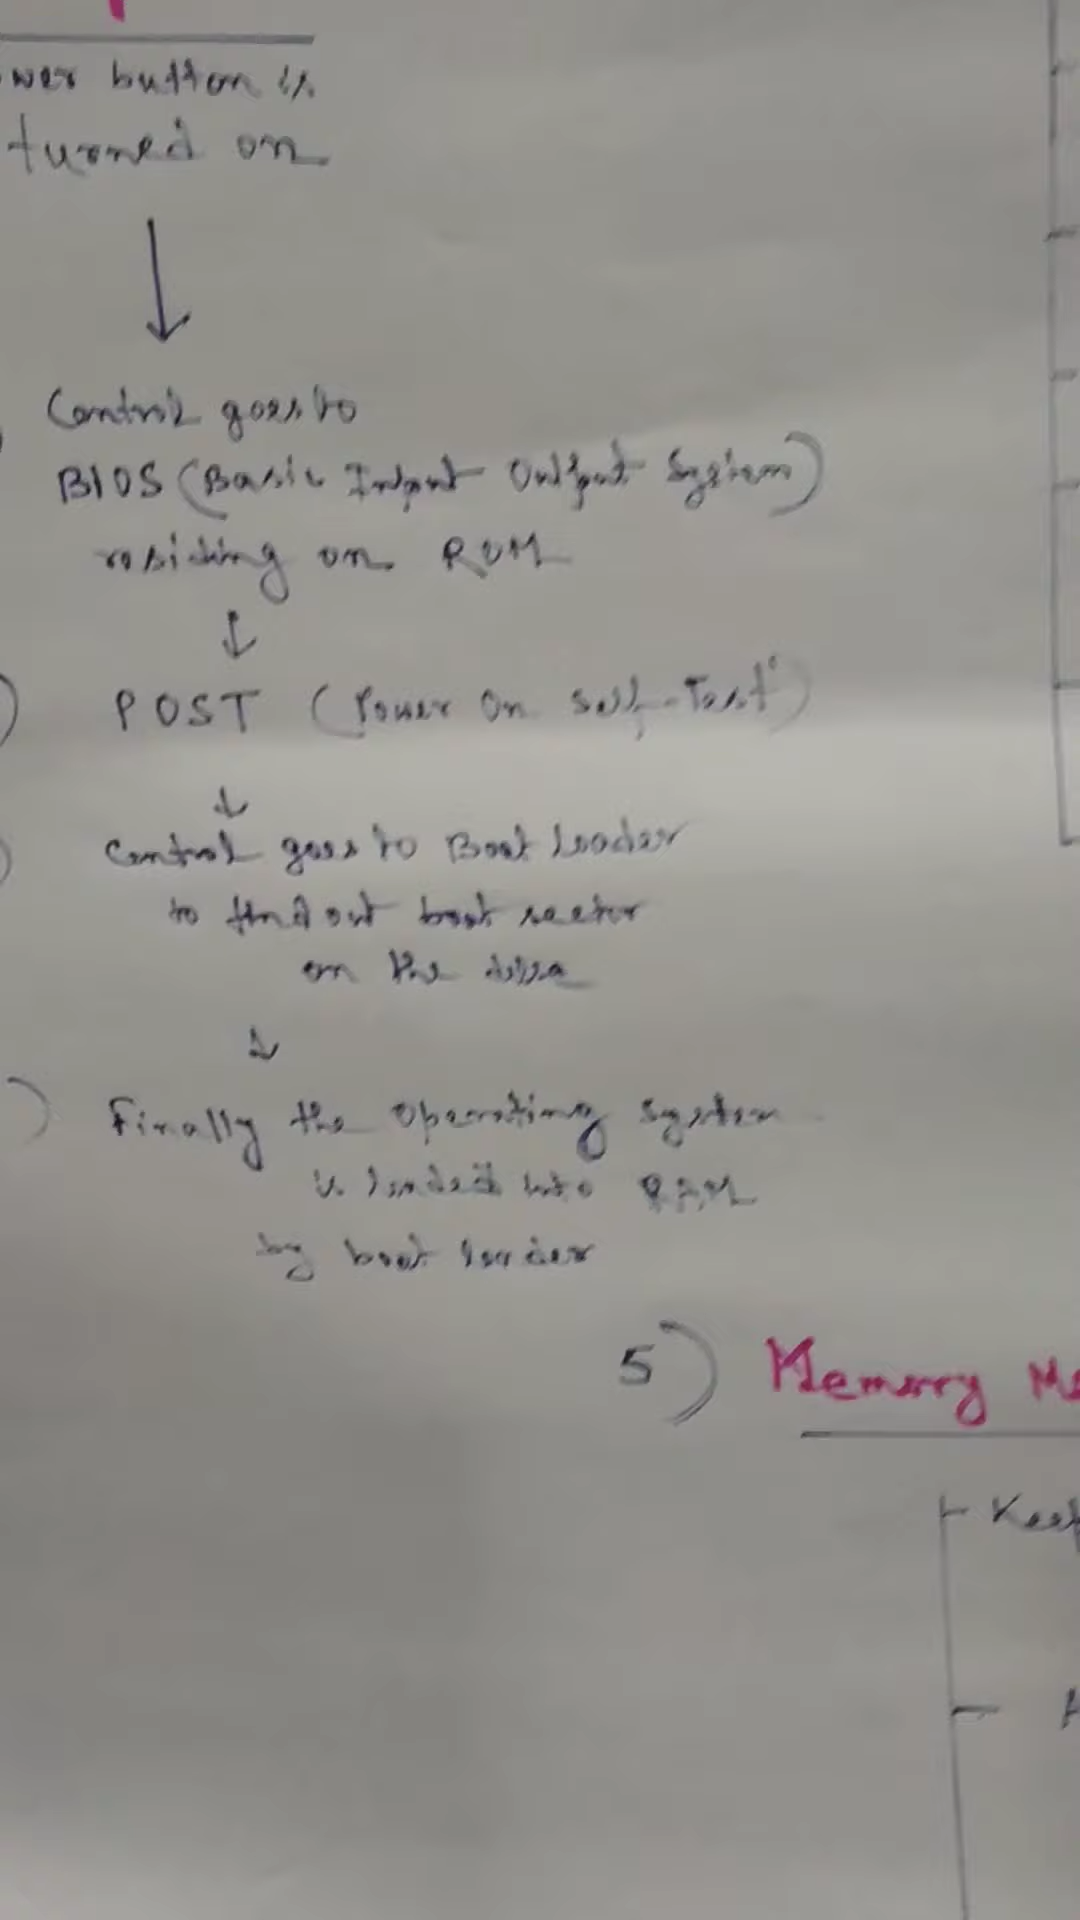 wer button is
turned on
Control goes to
BIOS (Basic Input Output System)
residing on ROM
POST (Power On Self-Test)
Control goes to Boot loader
to find out boot sector
on the
Finally the operating system
is loaded into RAM
by boot loader
5) Memory
Keep